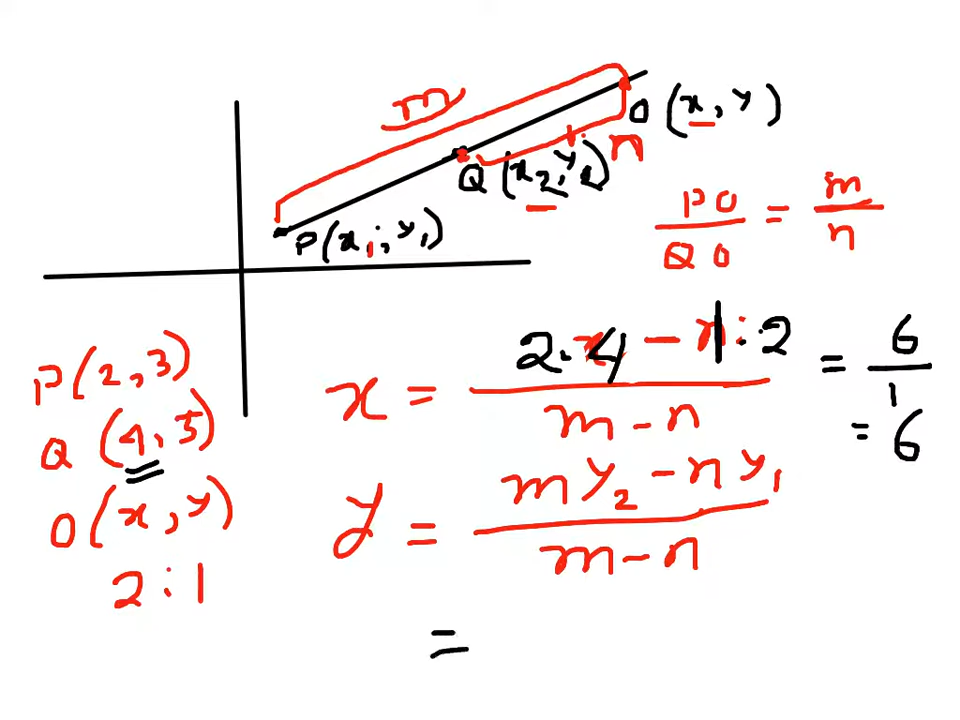 m
O (x, y)
n
Q (x₂, y₂)
P(x₁, y₁)
PO/QO = m/n
P(2, 3)
Q (4, 5)
O(x, y)
2:1
x = (2·4 − 1·2)/(m − n) = 6/1
= 6
y = (my₂ − ny₁)/(m − n)
=